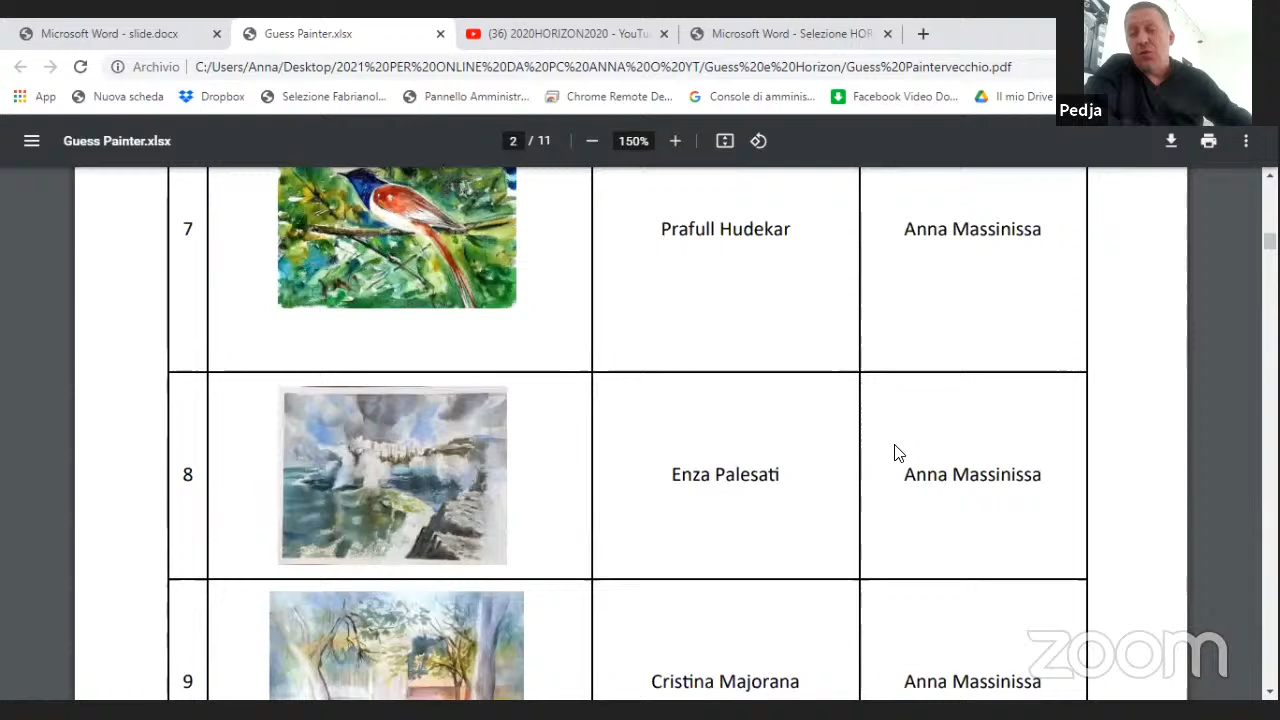 Microsoft Word - slide.docx
Guess Painter.xlsx
(36) 2020HORIZON2020 - YouTu
Microsoft Word - Selezione HOR
Archivio
C:/Users/Anna/Desktop/2021%20PER%20ONLINE%20DA%20PC%20ANNA%20O%20YT/Guess%20e%20Horizon/Guess%20Paintervecchio.pdf
App
Nuova scheda
Dropbox
Selezione Fabrianol...
Pannello Amministr...
Chrome Remote De...
Console di amminis...
Facebook Video Do...
Il mio Drive
Pedja
Guess Painter.xlsx
2 / 11
150%
7
Prafull Hudekar
Anna Massinissa
8
Enza Palesati
Anna Massinissa
9
Cristina Majorana
Anna Massinissa
zoom